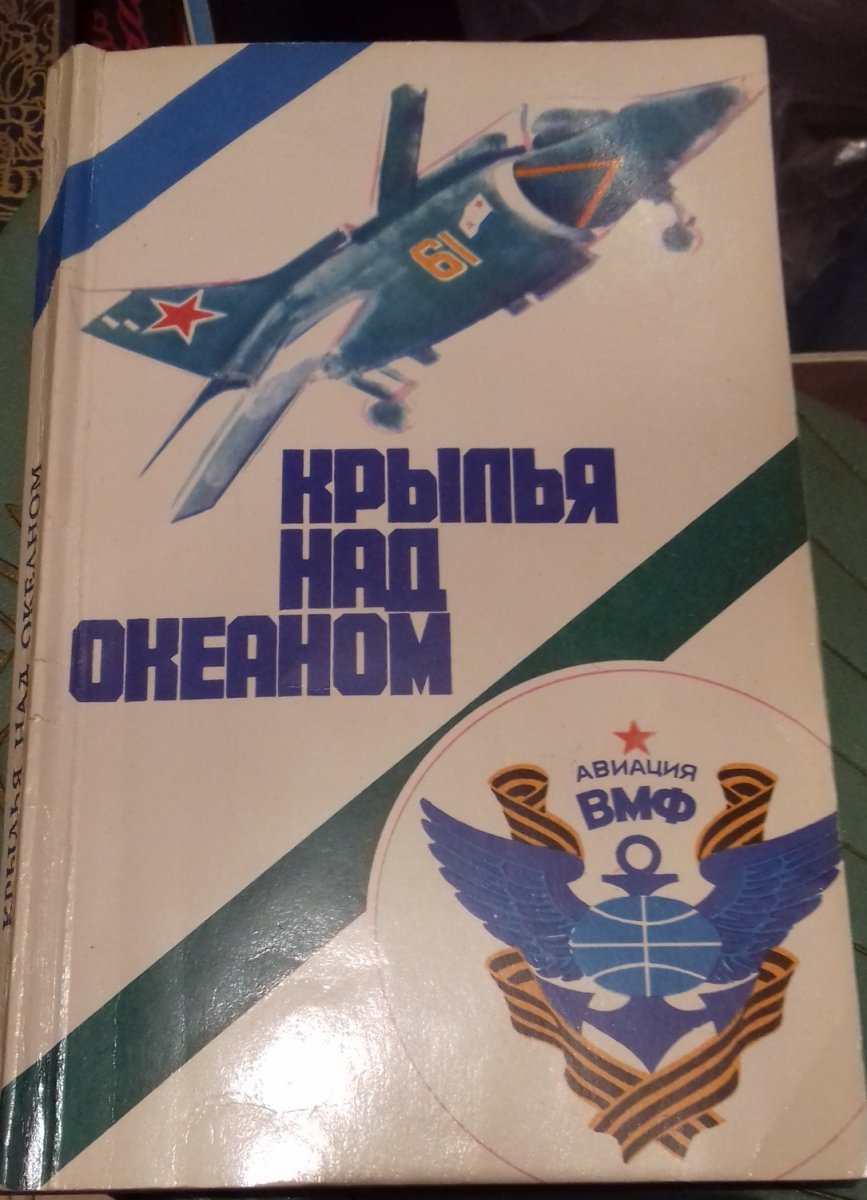 61
КРЫЛЬЯ
НАД
ОКЕАНОМ
АВИАЦИЯ
ВМФ
КРЫЛЬЯ НАД ОКЕАНОМ